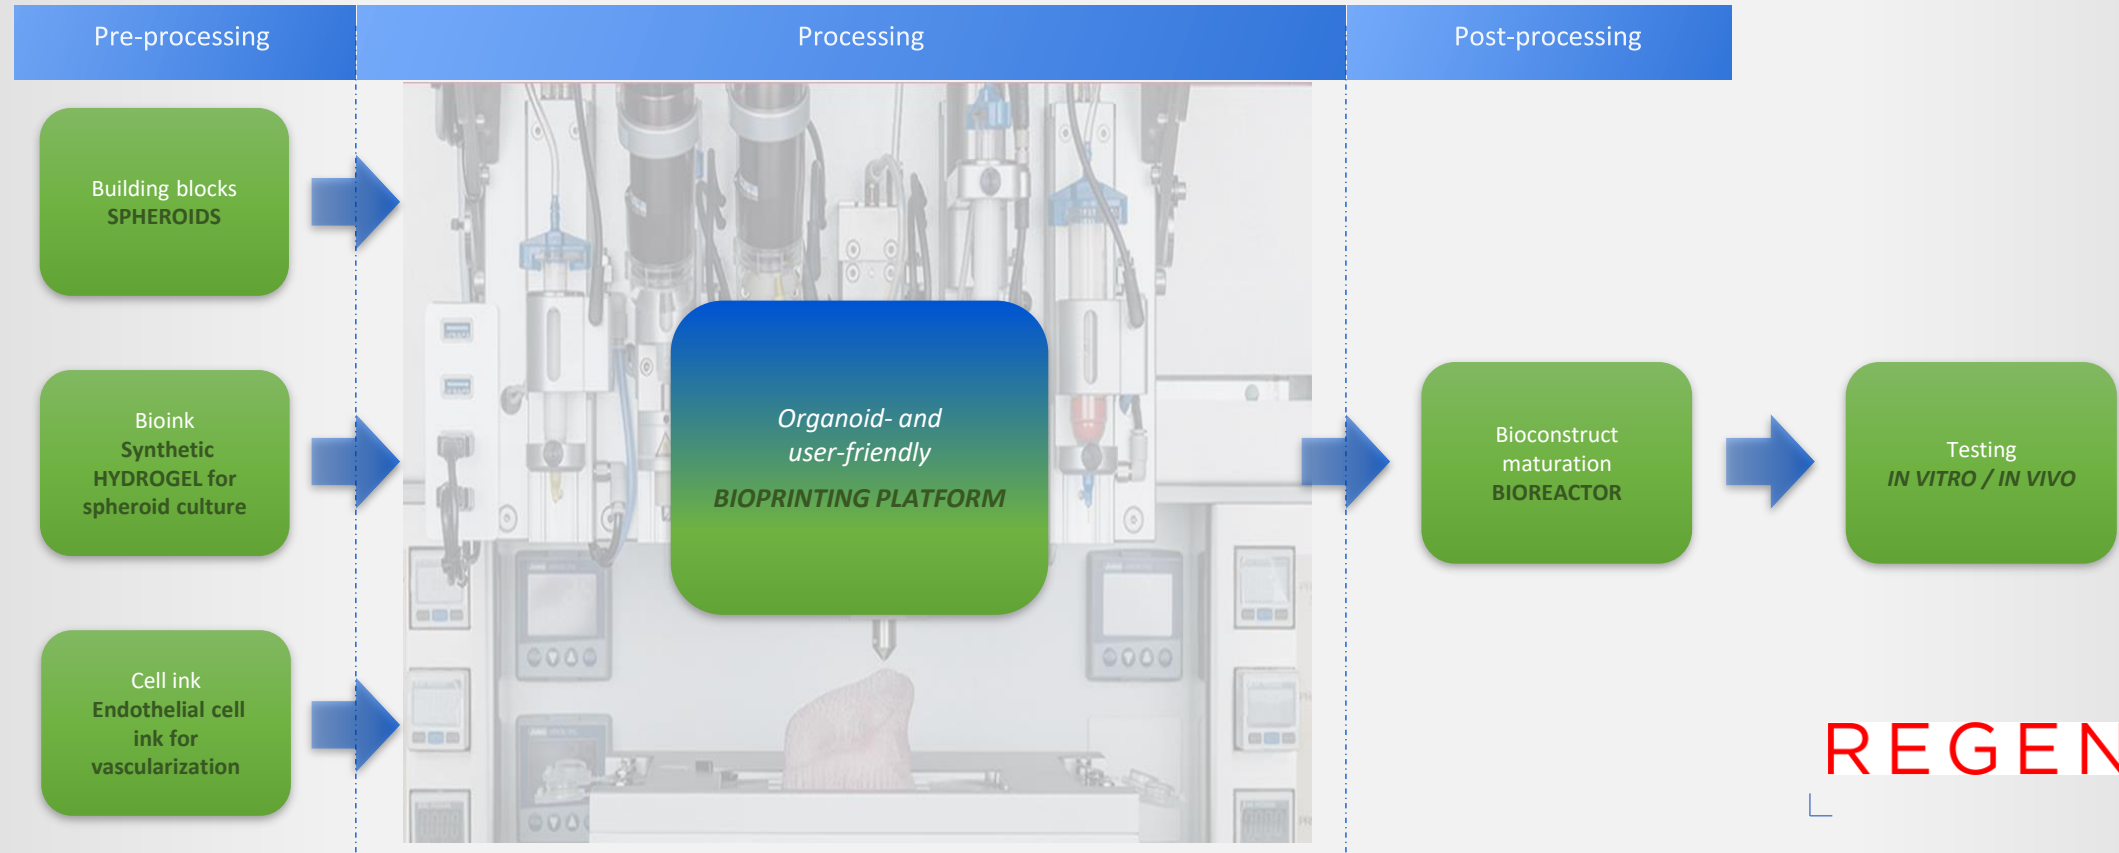 Pre-processing
Processing
Post-processing
Building blocks
SPHEROIDS
Bioink
Synthetic
HYDROGEL for
spheroid culture
Cell ink
Endothelial cell
ink for
vascularization
Organoid- and
user-friendly
BIOPRINTING PLATFORM
Bioconstruct
maturation
BIOREACTOR
Testing
IN VITRO / IN VIVO
REGEN